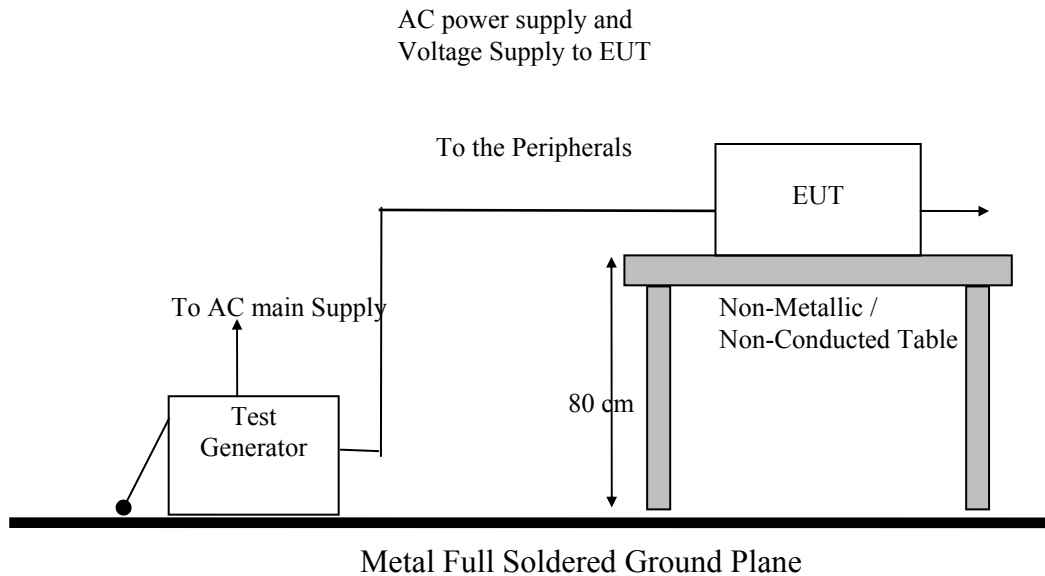 AC power supply and
Voltage Supply to EUT
To the Peripherals
EUT
To AC main Supply
Non-Metallic /
Non-Conducted Table
80 cm
Test
Generator
Metal Full Soldered Ground Plane